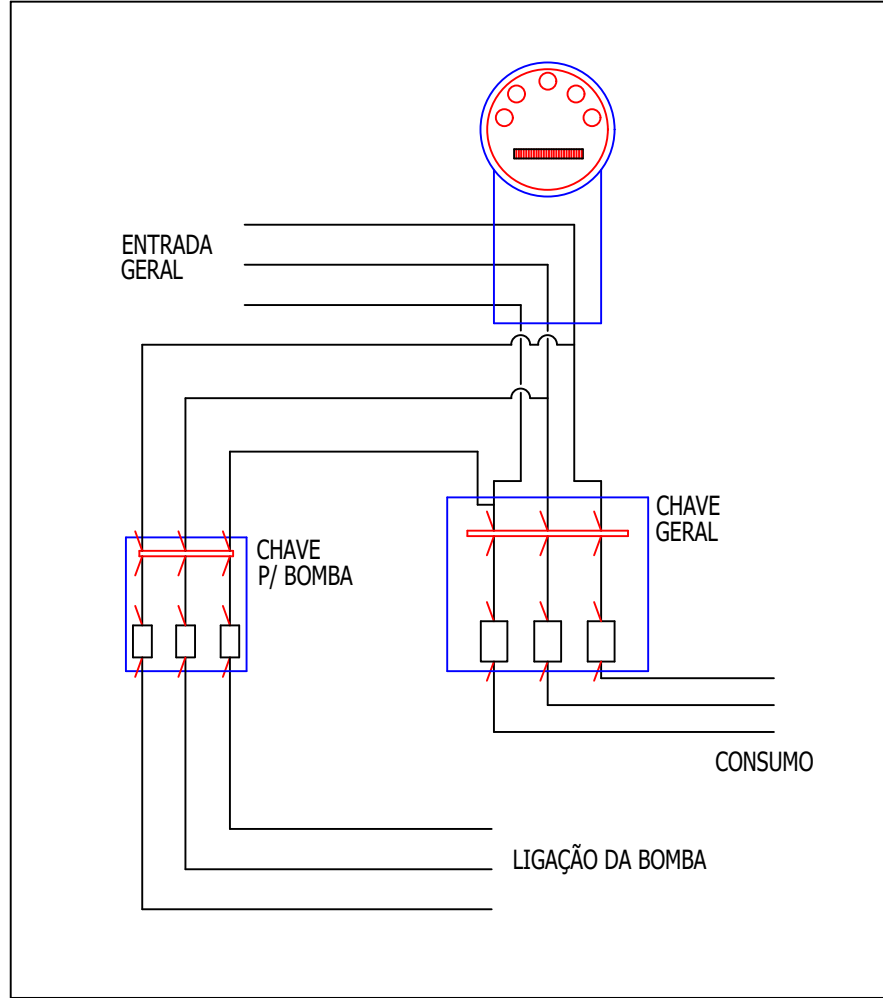 ENTRADA
GERAL
CHAVE
GERAL
CHAVE
P/ BOMBA
CONSUMO
LIGAÇÃO DA BOMBA